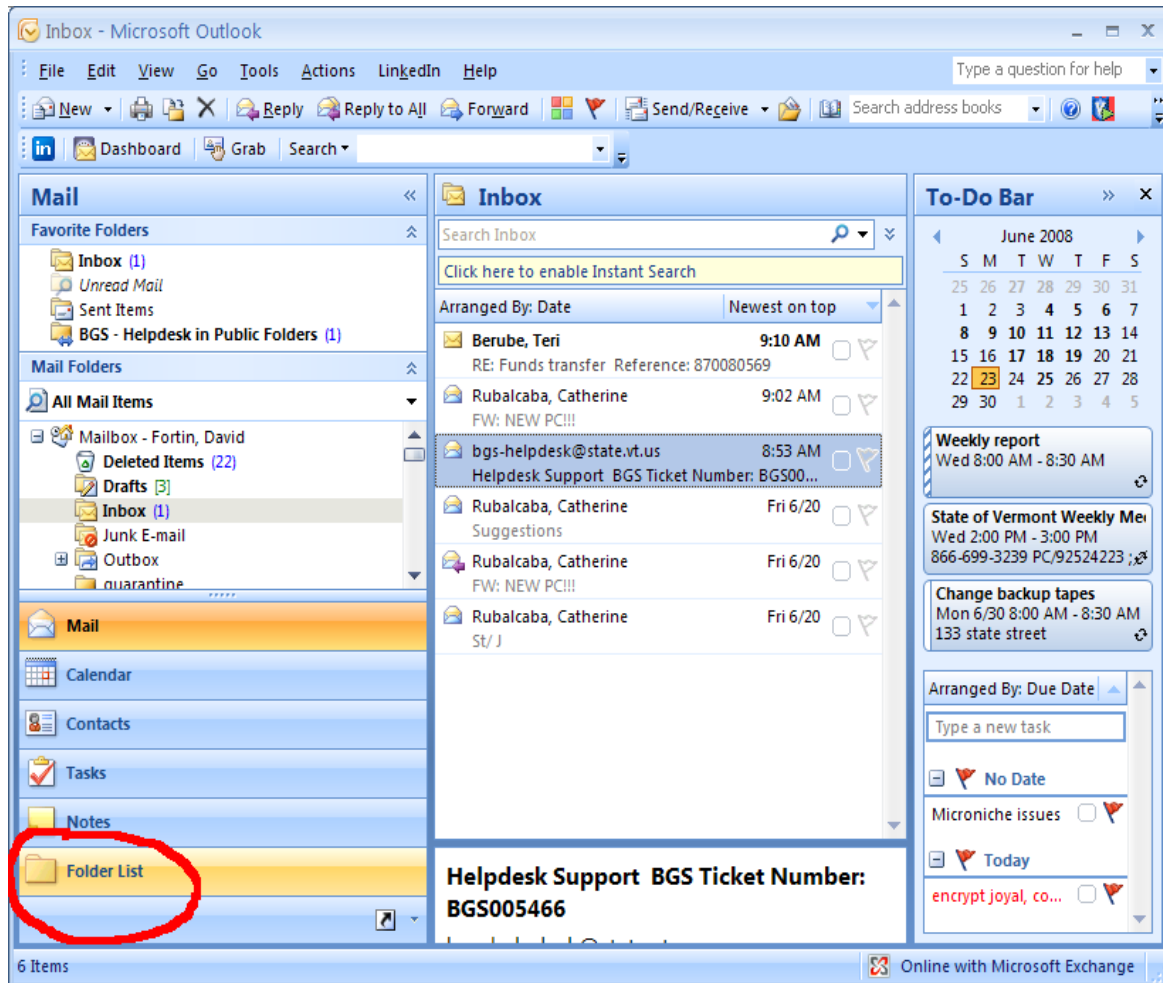 Inbox - Microsoft Outlook
File Edit View Go Tools Actions LinkedIn Help Type a question for help
New Reply Reply to All Forward Send/Receive Search address books
in Dashboard Grab Search
Mail
Favorite Folders
Inbox (1)
Unread Mail
Sent Items
BGS - Helpdesk in Public Folders (1)
Mail Folders
All Mail Items
Mailbox - Fortin, David
Deleted Items (22)
Drafts [3]
Inbox (1)
Junk E-mail
Outbox
quarantine
Mail
Calendar
Contacts
Tasks
Notes
Folder List
Inbox
Search Inbox
Click here to enable Instant Search
Arranged By: Date Newest on top
Berube, Teri 9:10 AM
RE: Funds transfer Reference: 870080569
Rubalcaba, Catherine 9:02 AM
FW: NEW PC!!!
bgs-helpdesk@state.vt.us 8:53 AM
Helpdesk Support BGS Ticket Number: BGS00...
Rubalcaba, Catherine Fri 6/20
Suggestions
Rubalcaba, Catherine Fri 6/20
FW: NEW PC!!!
Rubalcaba, Catherine Fri 6/20
St/ J
Helpdesk Support BGS Ticket Number:
BGS005466
To-Do Bar
June 2008
S M T W T F S
25 26 27 28 29 30 31
1 2 3 4 5 6 7
8 9 10 11 12 13 14
15 16 17 18 19 20 21
22 23 24 25 26 27 28
29 30 1 2 3 4 5
Weekly report
Wed 8:00 AM - 8:30 AM
State of Vermont Weekly Me
Wed 2:00 PM - 3:00 PM
866-699-3239 PC/92524223 ;
Change backup tapes
Mon 6/30 8:00 AM - 8:30 AM
133 state street
Arranged By: Due Date
Type a new task
No Date
Microniche issues
Today
encrypt joyal, co...
6 Items Online with Microsoft Exchange